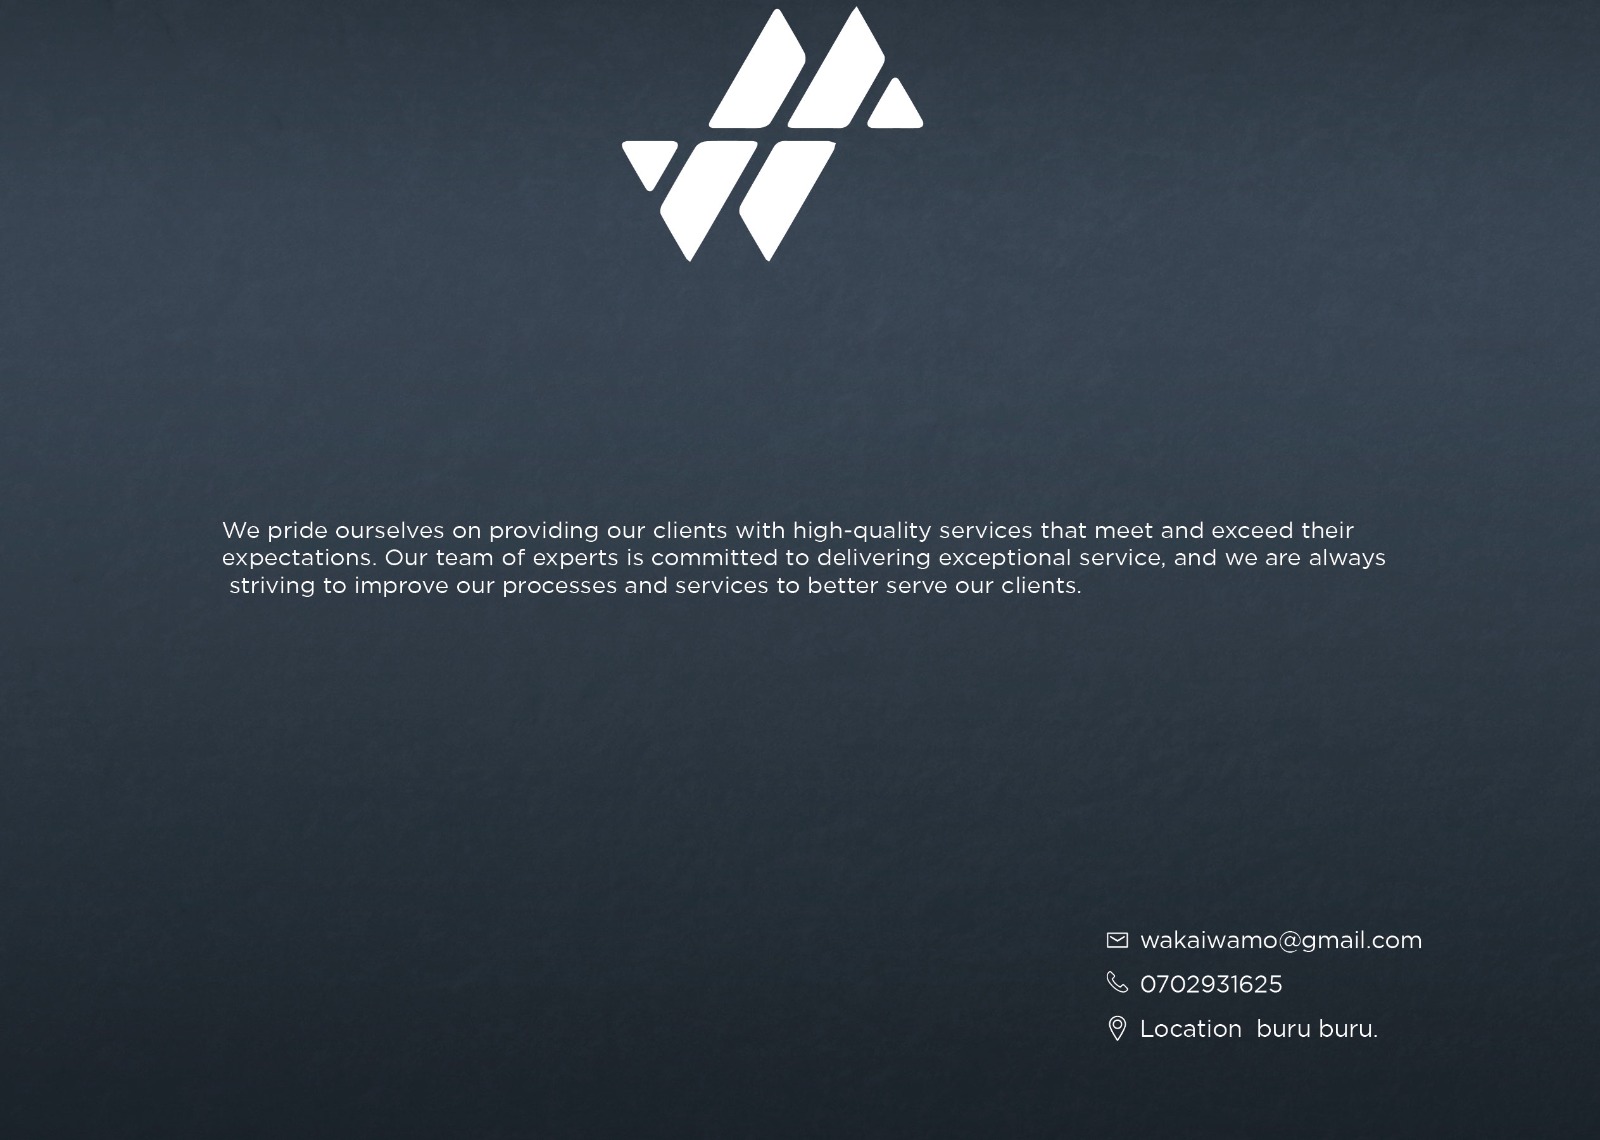 We pride ourselves on providing our clients with high-quality services that meet and exceed their
expectations. Our team of experts is committed to delivering exceptional service, and we are always
striving to improve our processes and services to better serve our clients.
wakaiwamo@gmail.com
0702931625
Location  buru buru.